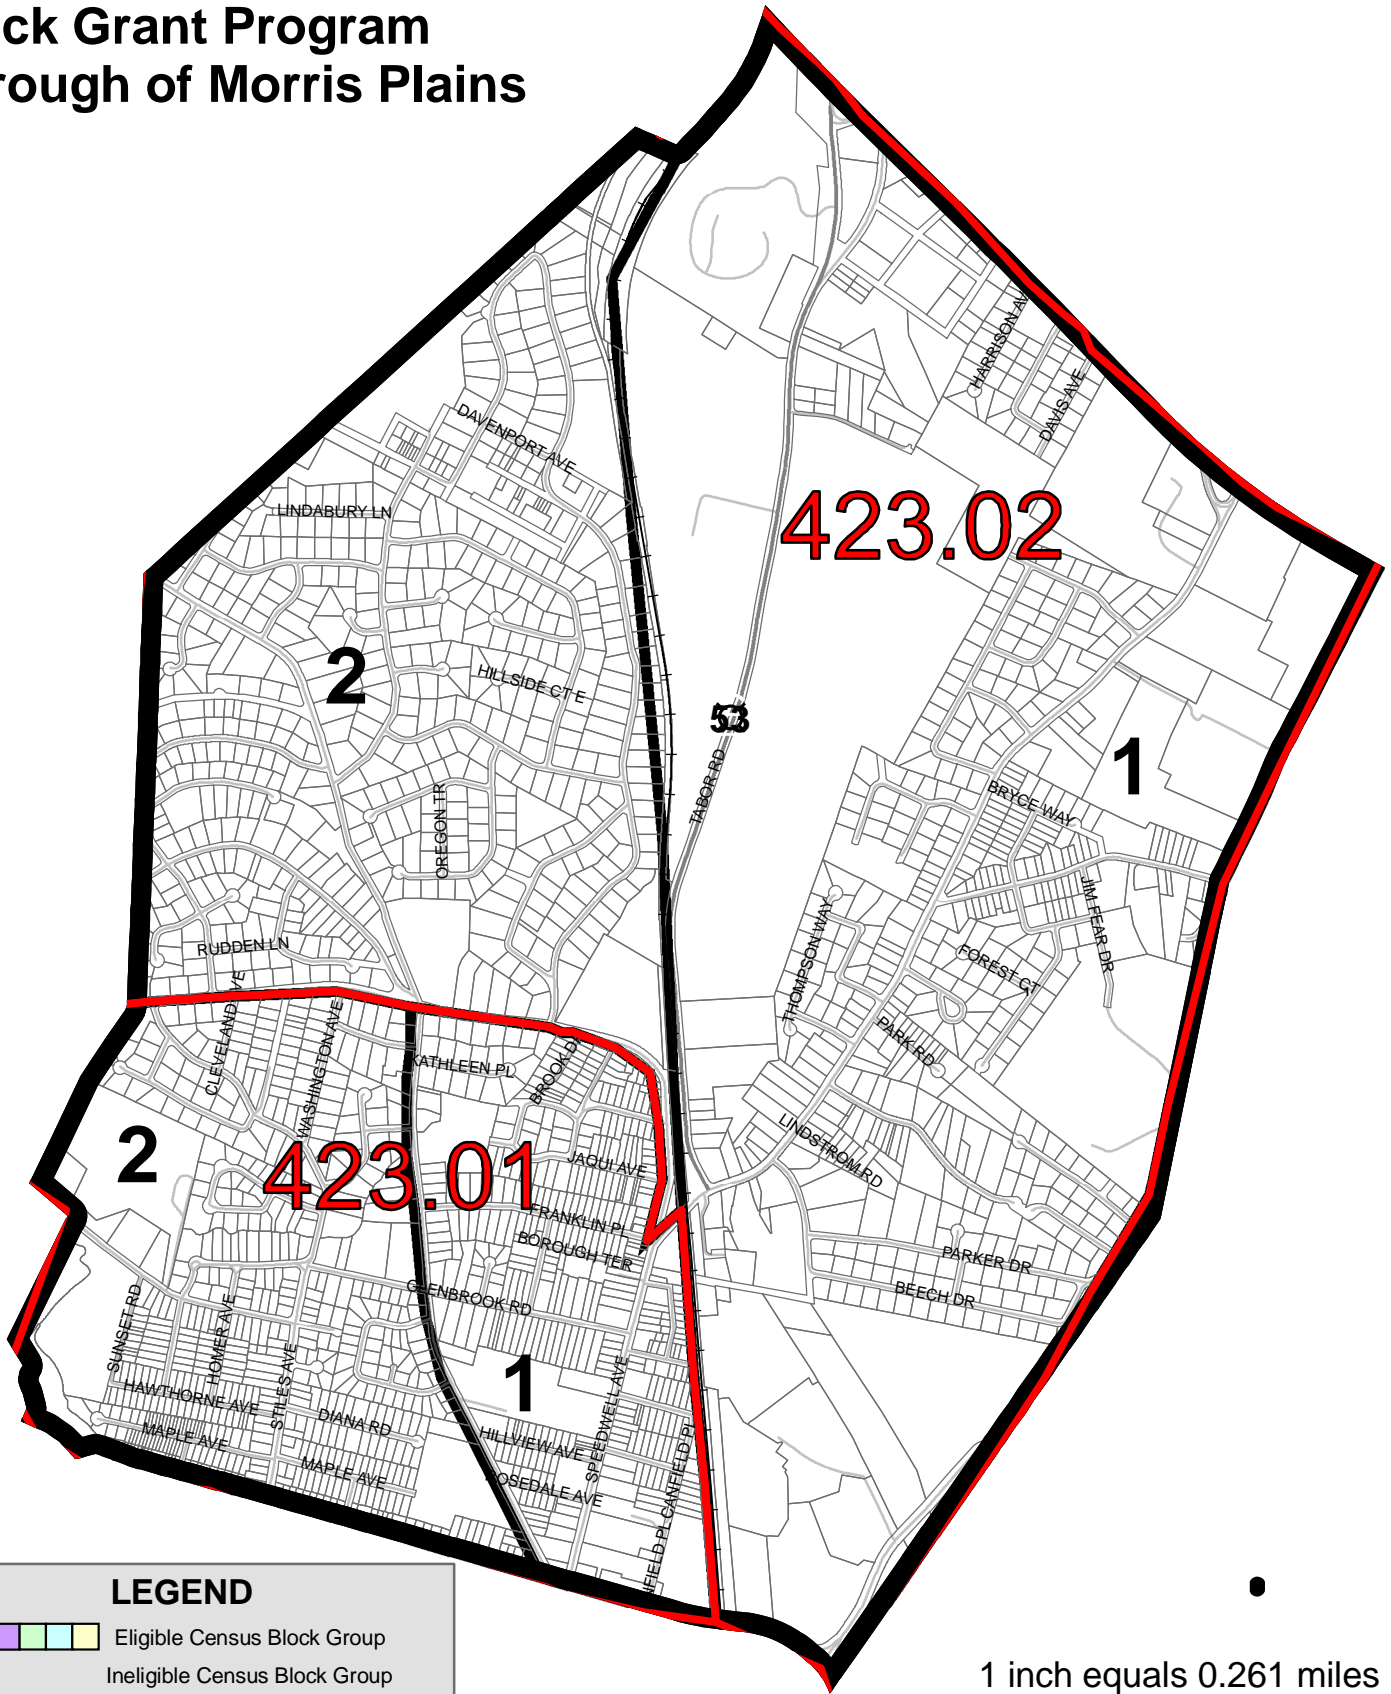 ck Grant Program
rough of Morris Plains
HARRISON AV
DAVIS AVE
DAVENPORT AVE
LINDABURY LN
423.02
2
HILLSIDE CT E
53
TABOR RD
1
BRYCE WAY
OREGON TR
JIM FEAR DR
THOMPSON WAY
RUDDEN LN
FOREST CT
CLEVELAND AVE
WASHINGTON AVE
PARK RD
KATHLEEN PL
BROOK D
2
423.01
LINDSTROM RD
JAQUI AVE
FRANKLIN PL
BOROUGH TER
PARKER DR
BEECH DR
GLENBROOK RD
SUNSET RD
HOMER AVE
STILES AVE
1
HAWTHORNE AVE
DIANA RD
SPEEDWELL AVE
MAPLE AVE
HILLVIEW AVE
CANFIELD PL
MAPLE AVE
ROSEDALE AVE
NFIELD PL
LEGEND
Eligible Census Block Group
Ineligible Census Block Group
1 inch equals 0.261 miles